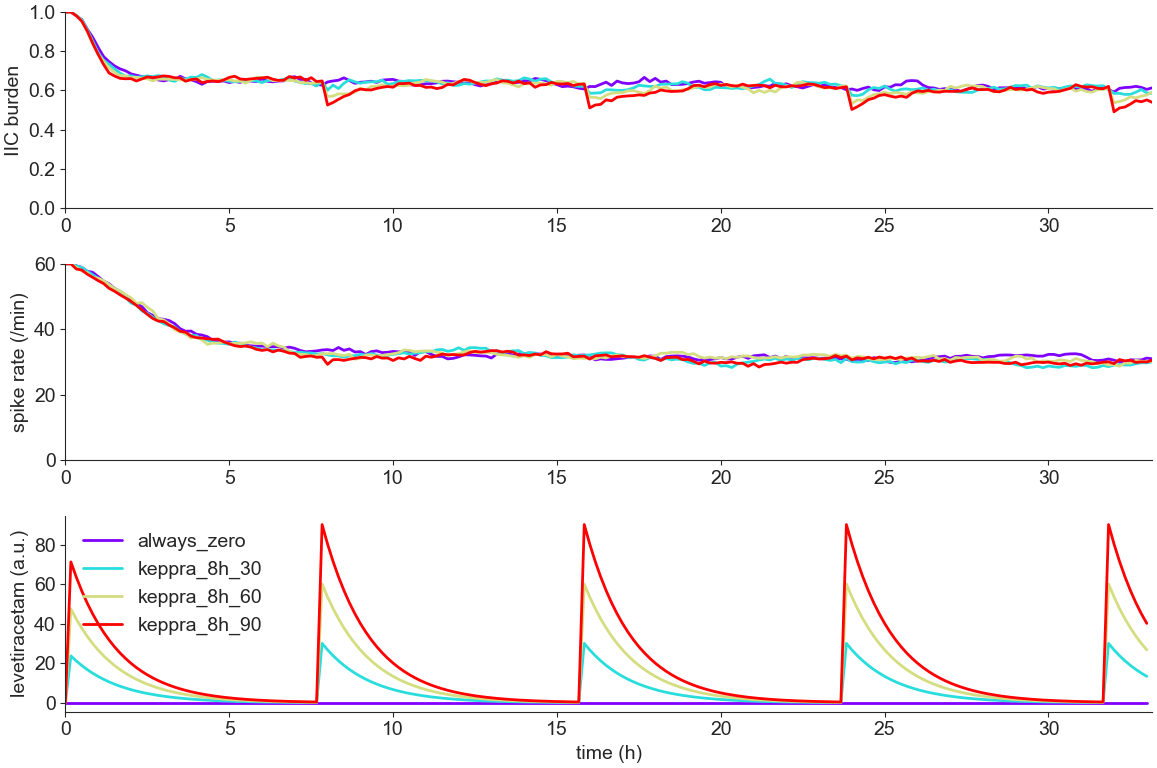 1.0
0.8
0.6
0.4
0.2
0.0
IIC burden
0 5 10 15 20 25 30
60
40
20
0
spike rate (/min)
0 5 10 15 20 25 30
80
60
40
20
0
levetiracetam (a.u.)
always_zero
keppra_8h_30
keppra_8h_60
keppra_8h_90
0 5 10 15 20 25 30
time (h)